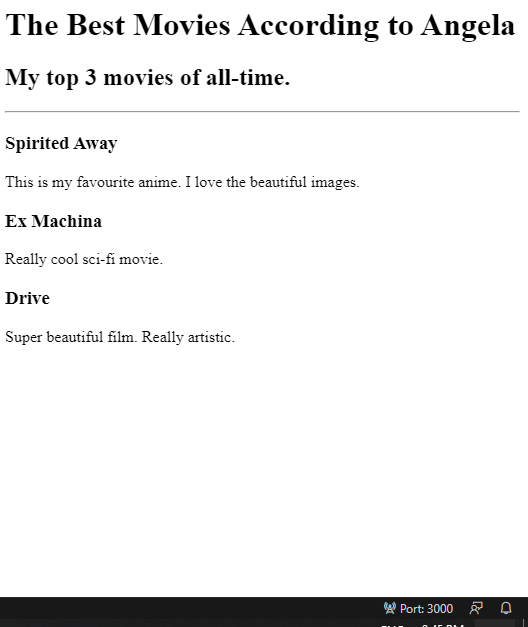 The Best Movies According to Angela
My top 3 movies of all-time.
Spirited Away
This is my favourite anime. I love the beautiful images.
Ex Machina
Really cool sci-fi movie.
Drive
Super beautiful film. Really artistic.
Port: 3000